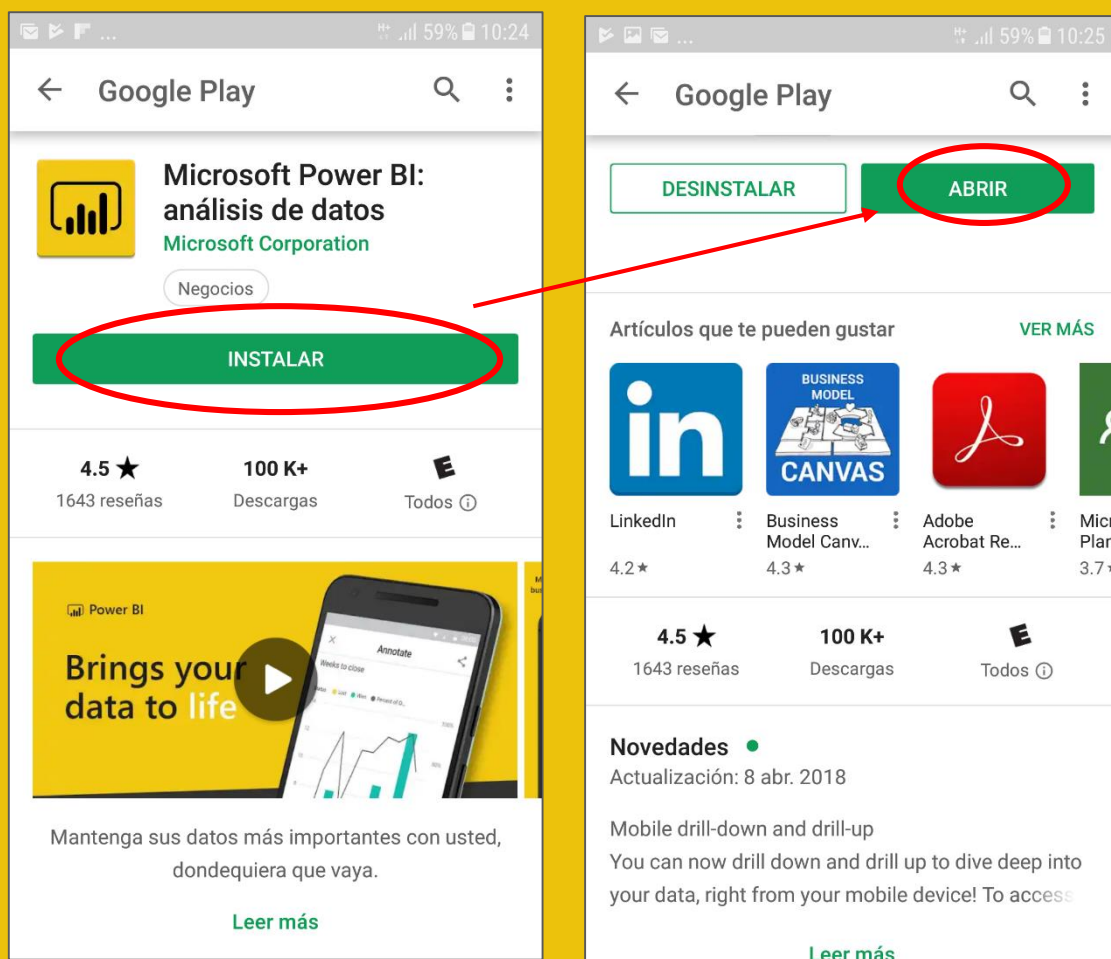 ... 59% 10:24
Google Play
Microsoft Power BI:
análisis de datos
Microsoft Corporation
Negocios
INSTALAR
4.5 ★ 100 K+ E
1643 reseñas Descargas Todos
Power BI
Brings your
data to life
Annotate
Weeks to close
100%
Mantenga sus datos más importantes con usted,
dondequiera que vaya.
Leer más
... 59% 10:25
Google Play
DESINSTALAR ABRIR
Artículos que te pueden gustar VER MÁS
in
BUSINESS
MODEL
CANVAS
LinkedIn Business Adobe Micr
Model Canv... Acrobat Re... Plan
4.2★ 4.3★ 4.3★ 3.7★
4.5 ★ 100 K+ E
1643 reseñas Descargas Todos
Novedades
Actualización: 8 abr. 2018
Mobile drill-down and drill-up
You can now drill down and drill up to dive deep into
your data, right from your mobile device! To access
Leer más